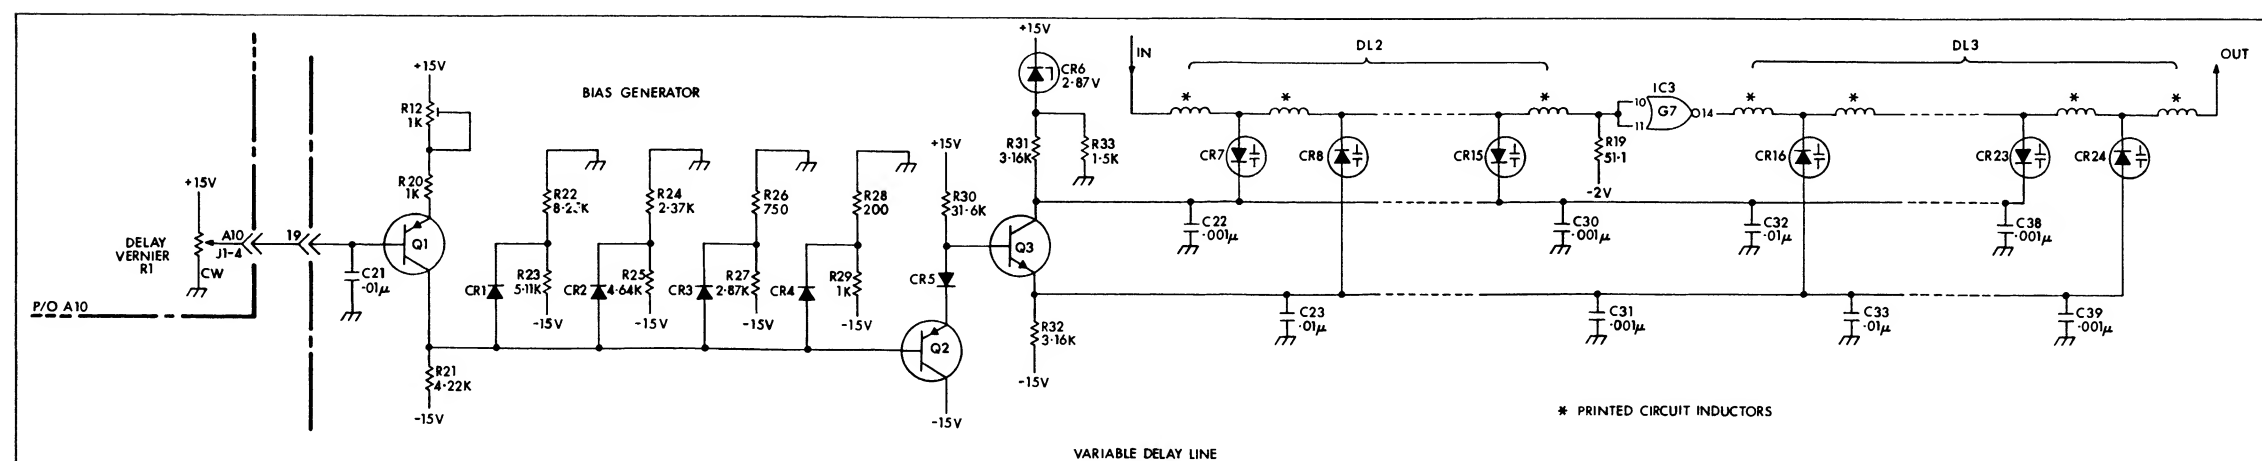 P/O A10
+15V
DELAY
VERNIER
R1
CW
A10
J1-4
19
C21
.01μ
+15V
R12
1K
R20
1K
Q1
R21
4.22K
-15V
BIAS GENERATOR
CR1
R22
R23
5.11K
-15V
CR2
R24
2.37K
R25
4.64K
-15V
CR3
R26
750
R27
2.87K
-15V
CR4
R28
200
R29
1K
-15V
+15V
R30
31.6K
CR5
Q2
-15V
+15V
CR6
2.87V
R31
3.16K
R33
1.5K
Q3
R32
3.16K
-15V
IN
DL2
DL3
OUT
* * * * * * *
IC3
10
11
G7
14
CR7
CR8
CR15
R19
51.1
-2V
CR16
CR23
CR24
C22
.001μ
C30
.001μ
C32
.01μ
C38
.001μ
C23
.01μ
C31
.001μ
C33
.01μ
C39
.001μ
* PRINTED CIRCUIT INDUCTORS
VARIABLE DELAY LINE